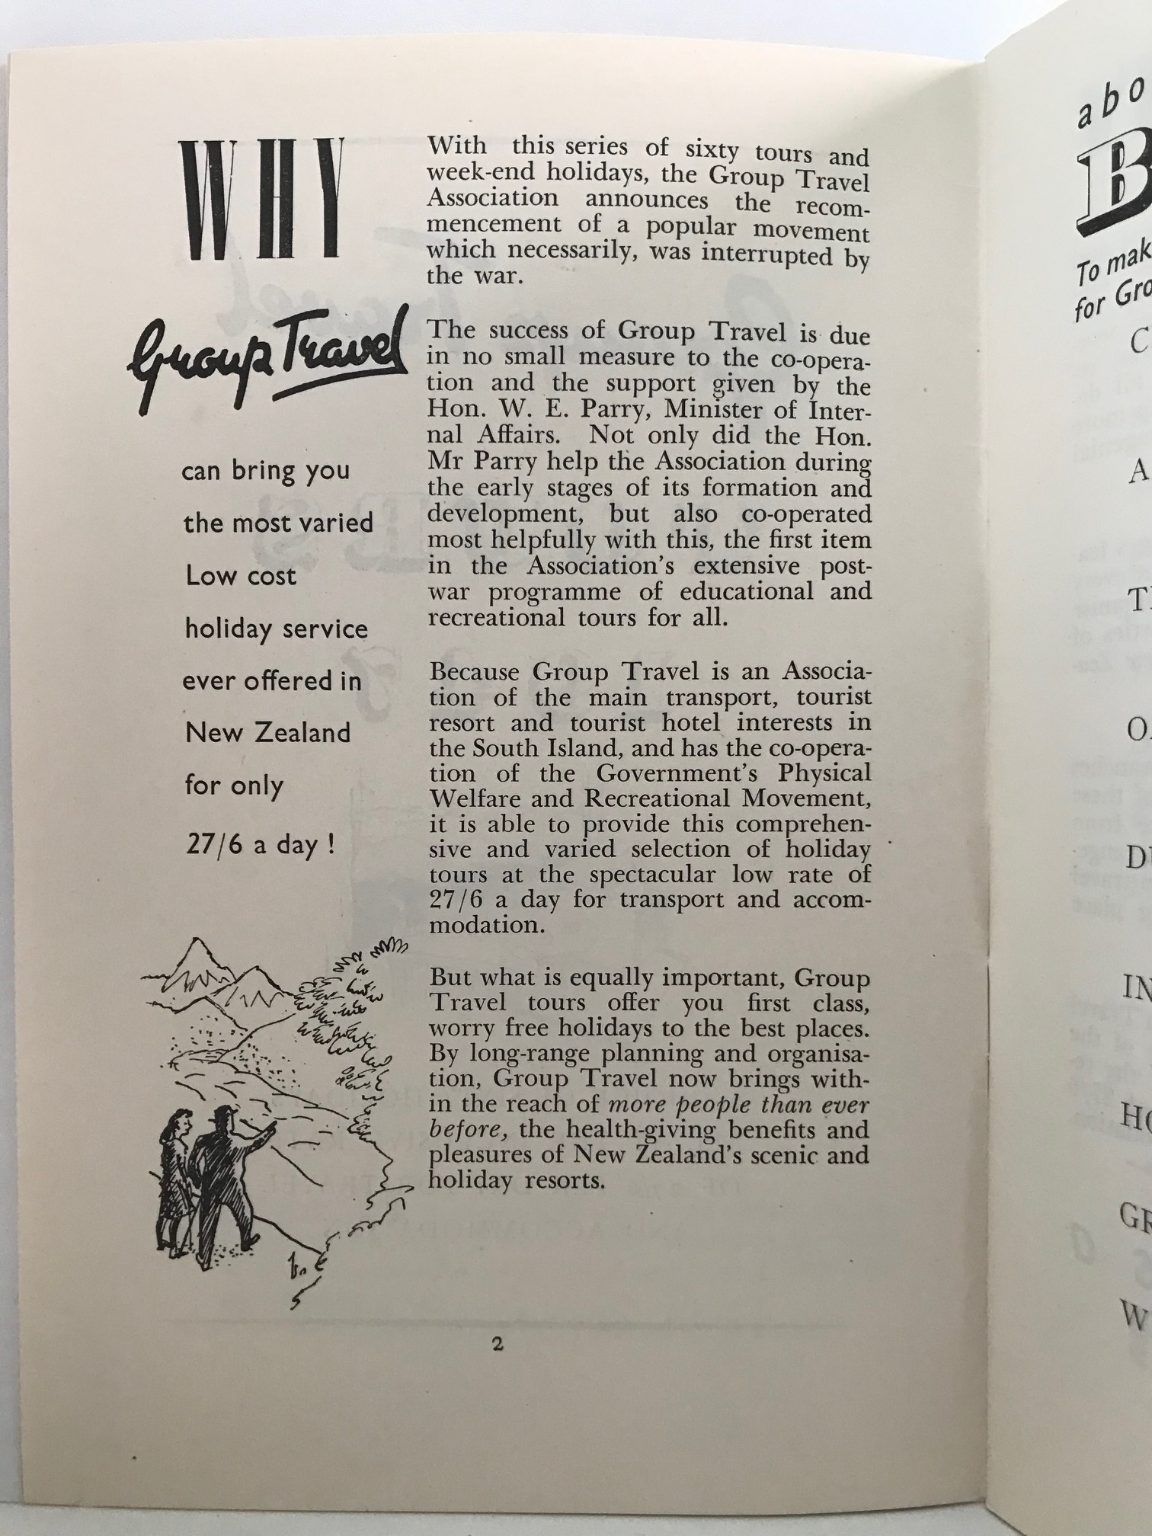 WHY
Group Travel
can bring you
the most varied
Low cost
holiday service
ever offered in
New Zealand
for only
27/6 a day !
With this series of sixty tours and
week-end holidays, the Group Travel
Association announces the recom-
mencement of a popular movement
which necessarily, was interrupted by
the war.
The success of Group Travel is due
in no small measure to the co-opera-
tion and the support given by the
Hon. W. E. Parry, Minister of Inter-
nal Affairs. Not only did the Hon.
Mr Parry help the Association during
the early stages of its formation and
development, but also co-operated
most helpfully with this, the first item
in the Association's extensive post-
war programme of educational and
recreational tours for all.
Because Group Travel is an Associa-
tion of the main transport, tourist
resort and tourist hotel interests in
the South Island, and has the co-opera-
tion of the Government's Physical
Welfare and Recreational Movement,
it is able to provide this comprehen-
sive and varied selection of holiday
tours at the spectacular low rate of
27/6 a day for transport and accom-
modation.
But what is equally important, Group
Travel tours offer you first class,
worry free holidays to the best places.
By long-range planning and organisa-
tion, Group Travel now brings with-
in the reach of more people than ever
before, the health-giving benefits and
pleasures of New Zealand's scenic and
holiday resorts.
2
abo
B
To mak
for Gro
C
A
O
D
IN
HO
GR
W